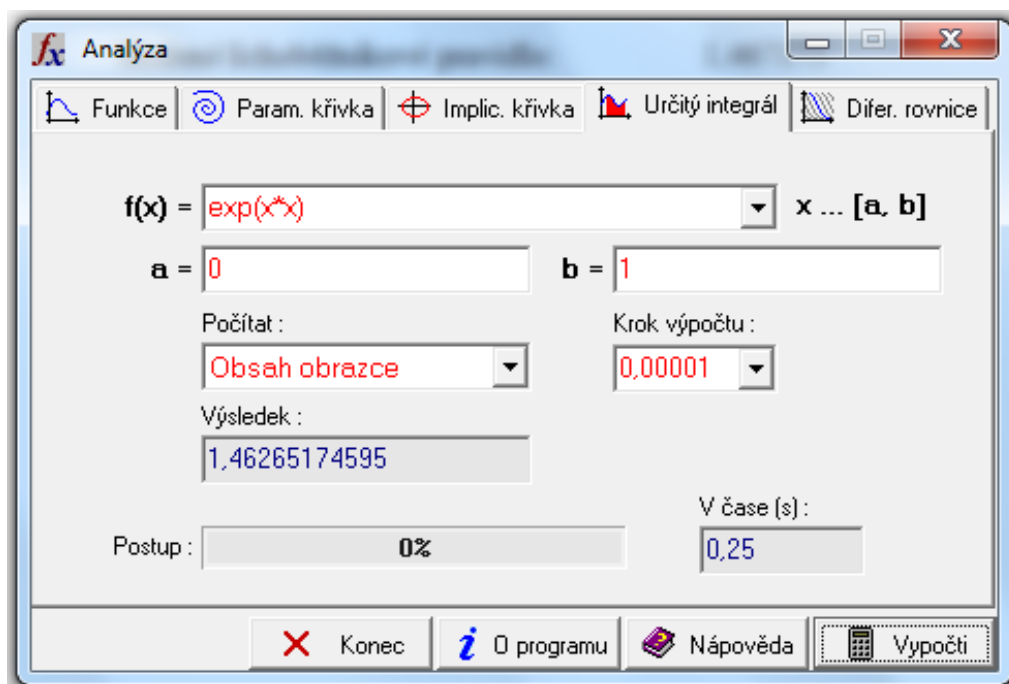 fx Analýza
Funkce Param. křivka Implic. křivka Určitý integrál Difer. rovnice
f(x) = exp(x*x) x ... [a, b]
a = 0 b = 1
Počítat : Krok výpočtu :
Obsah obrazce 0,00001
Výsledek :
1,46265174595
V čase (s) :
Postup : 0% 0,25
Konec i O programu Nápověda Vypočti